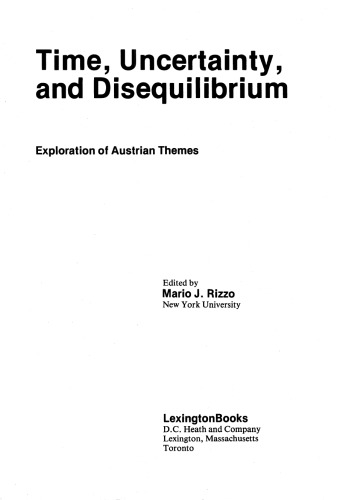 Time, Uncertainty,
and Disequilibrium
Exploration of Austrian Themes
Edited by
Mario J. Rizzo
New York University
LexingtonBooks
D.C. Heath and Company
Lexington, Massachusetts
Toronto